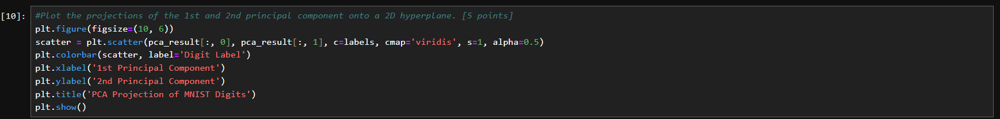 [10]: #Plot the projections of the 1st and 2nd principal component onto a 2D hyperplane. [5 points]
plt.figure(figsize=(10, 6))
scatter = plt.scatter(pca_result[:, 0], pca_result[:, 1], c=labels, cmap='viridis', s=1, alpha=0.5)
plt.colorbar(scatter, label='Digit Label')
plt.xlabel('1st Principal Component')
plt.ylabel('2nd Principal Component')
plt.title('PCA Projection of MNIST Digits')
plt.show()